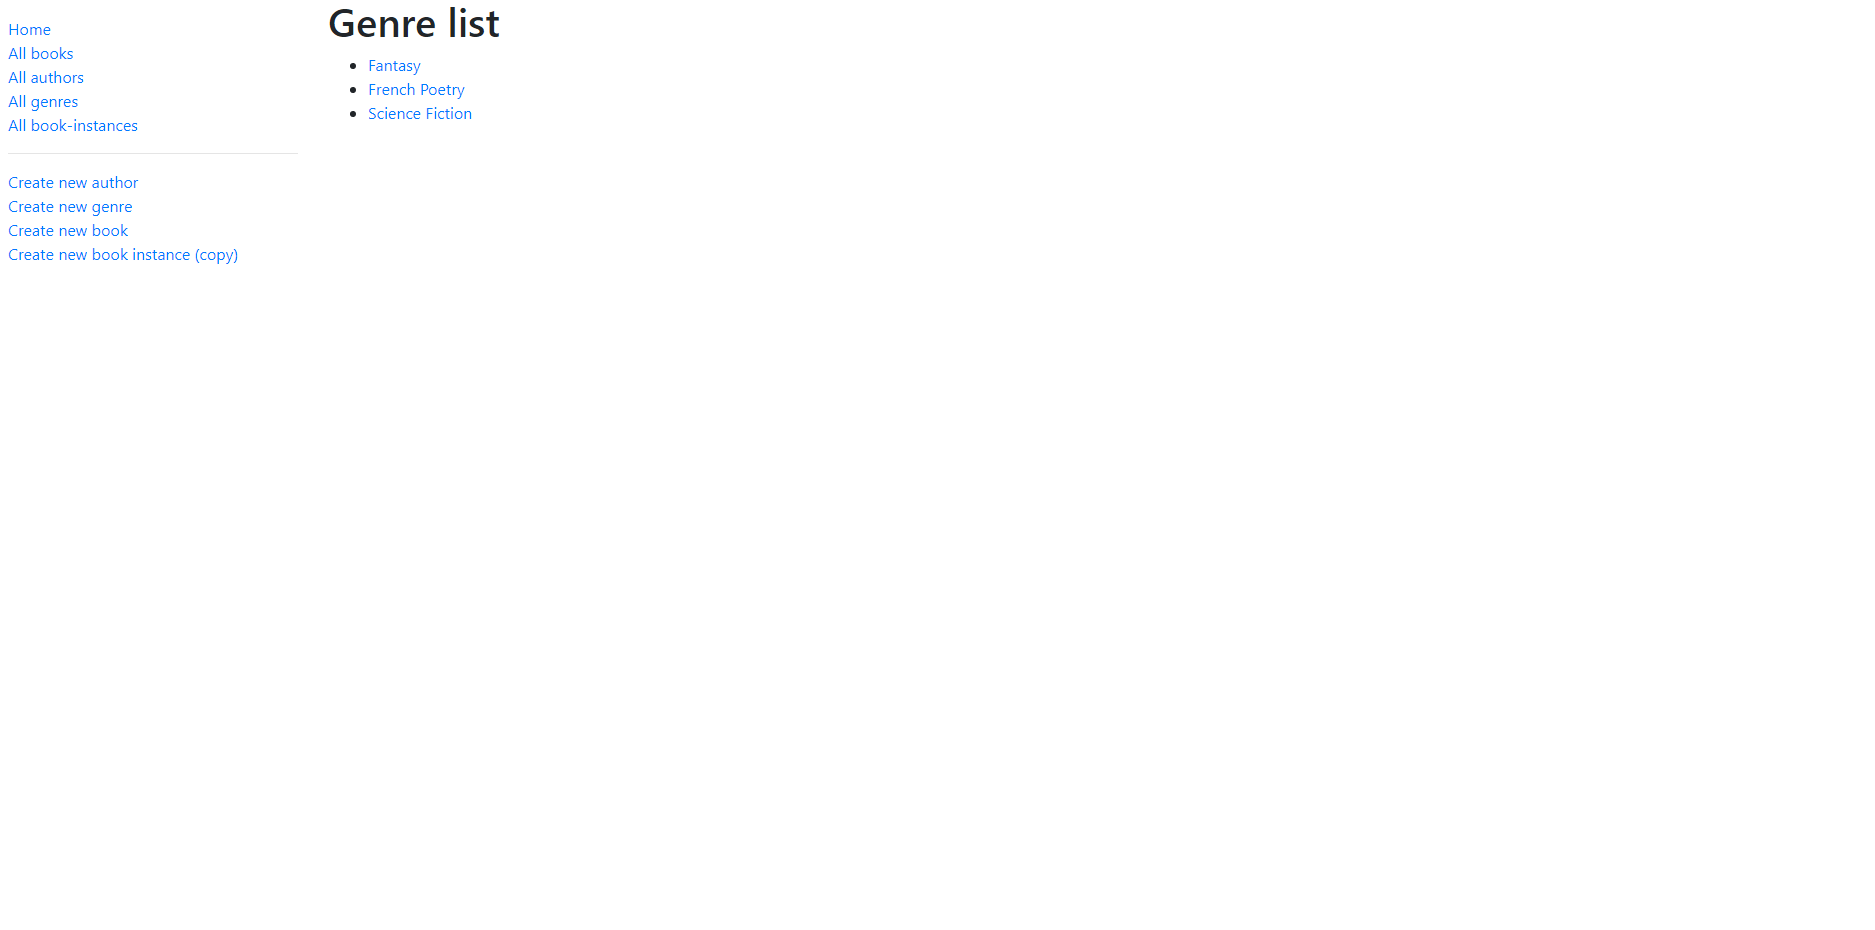 Home
All books
All authors
All genres
All book-instances
Create new author
Create new genre
Create new book
Create new book instance (copy)
Genre list
Fantasy
French Poetry
Science Fiction